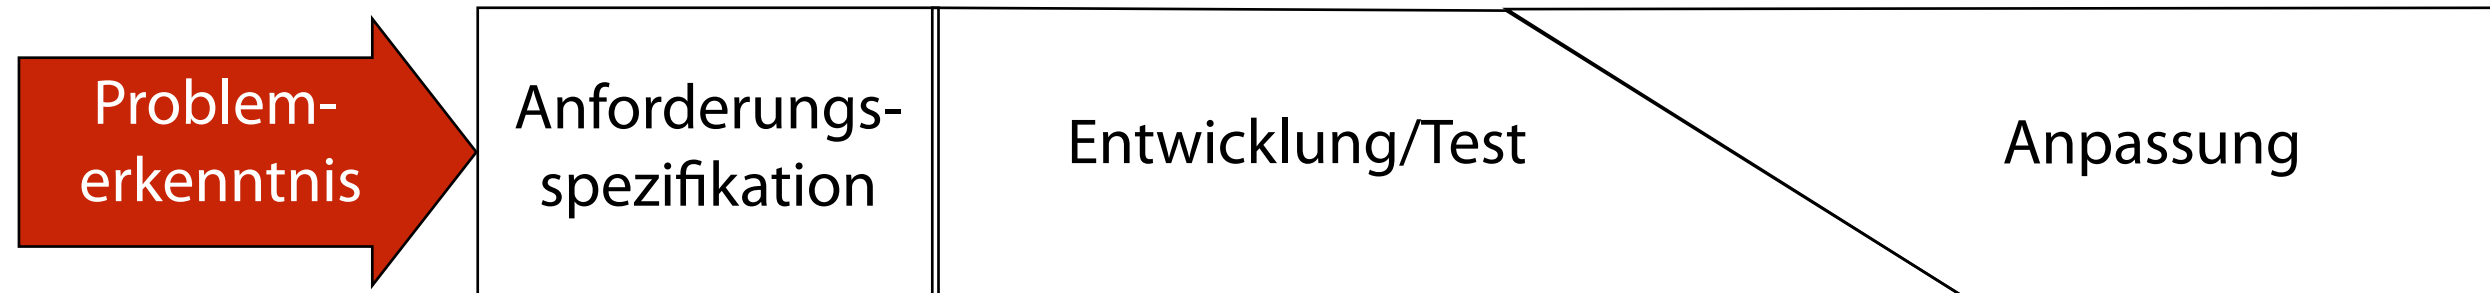 Problem-
erkenntnis
Anforderungs-
spezifikation
Entwicklung/Test
Anpassung